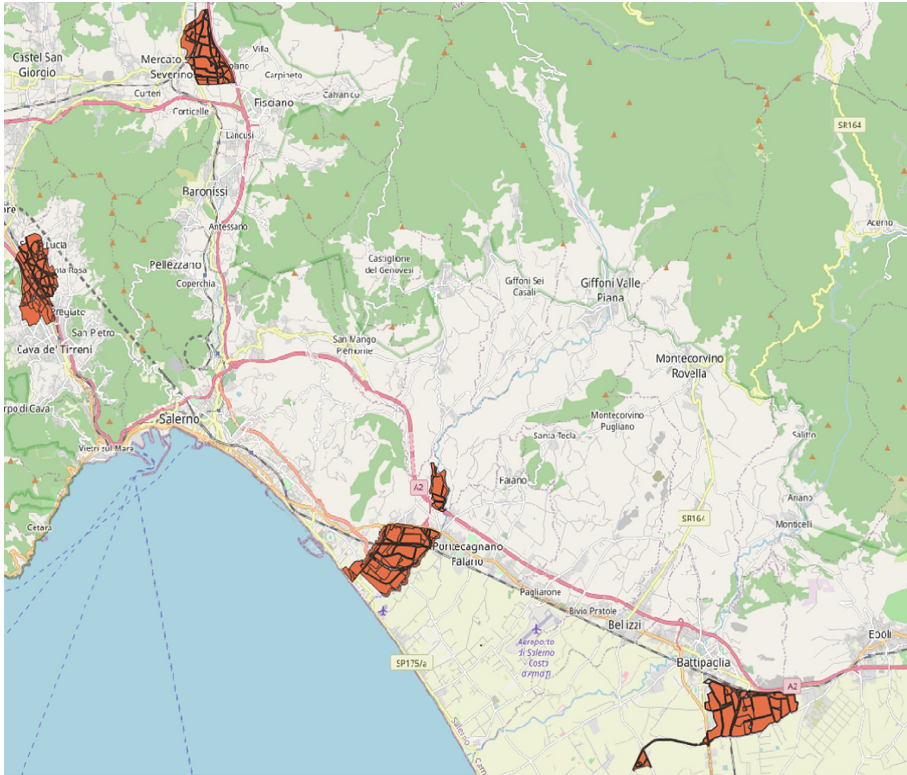 Castel San
Giorgio
Mercato
Severino
Villa
Carpineto
Curteri
Calvanico
Corticelle
Fisciano
Lancusi
SR164
Baronissi
Antessano
Acerno
Pellezzano
Coperchia
Castiglione
del Genovesi
Giffoni Sei
Casali
Giffoni Valle
Piana
Pregiato
San Pietro
Cava de' Tirreni
San Mango
Piemonte
Montecorvino
Rovella
Salerno
Montecorvino
Pugliano
Santa Tecla
Salitto
Vietri sul Mare
A2
Faiano
SR164
Ariano
Monticelli
Cetara
Pontecagnano
Faiano
Pagliarone
Bivio Pratole
Bellizzi
Eboli
Aeroporto
di Salerno
Costa
d'Amalfi
SP175/a
Battipaglia
A2
Salerno